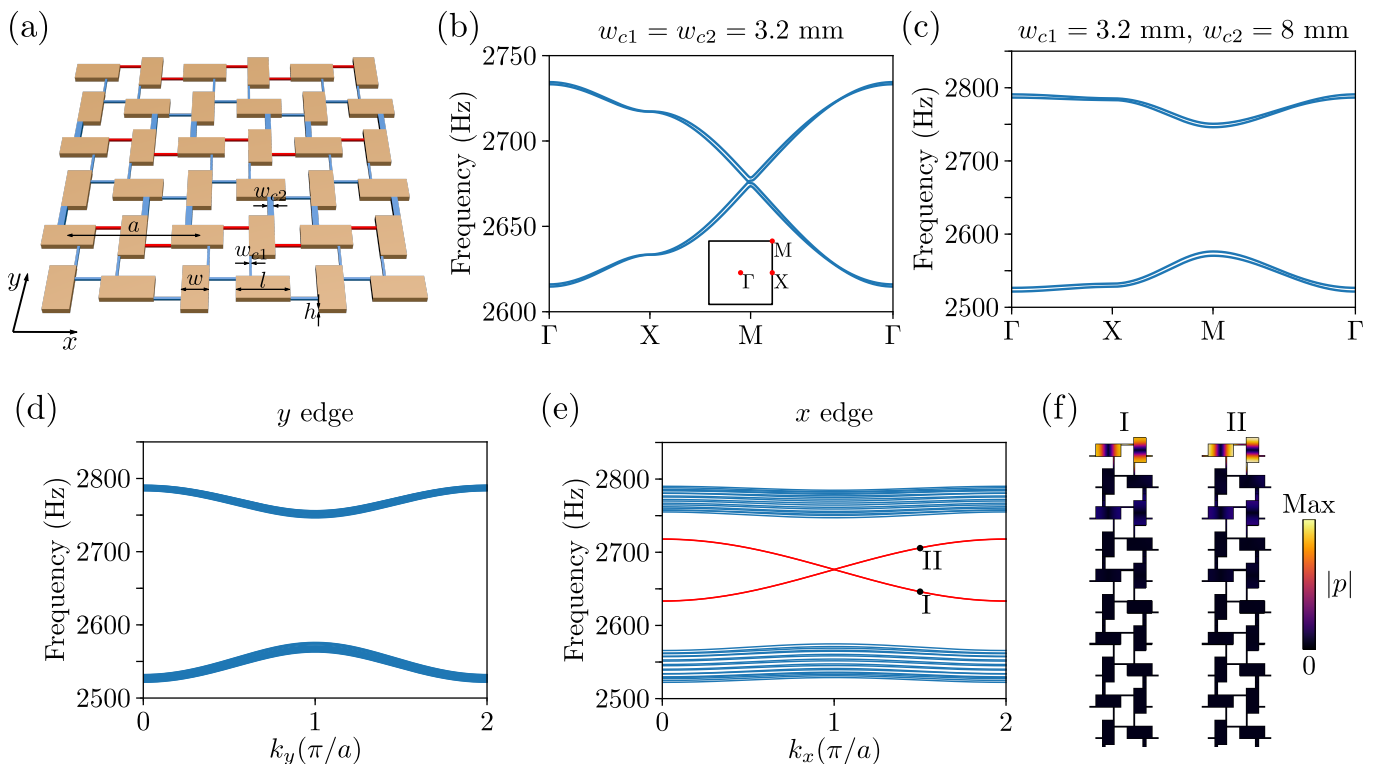 (a)
w_{c2}
a
w_{c1}
w
l
h
y
x
(b)
w_{c1} = w_{c2} = 3.2 mm
Frequency (Hz)
2750
2700
2650
2600
M
Γ
X
Γ X M Γ
(c)
w_{c1} = 3.2 mm, w_{c2} = 8 mm
Frequency (Hz)
2800
2700
2600
2500
Γ X M Γ
(d)
y edge
Frequency (Hz)
2800
2700
2600
2500
0 1 2
k_y(π/a)
(e)
x edge
Frequency (Hz)
2800
2700
2600
2500
II
I
0 1 2
k_x(π/a)
(f)
I II
Max
|p|
0